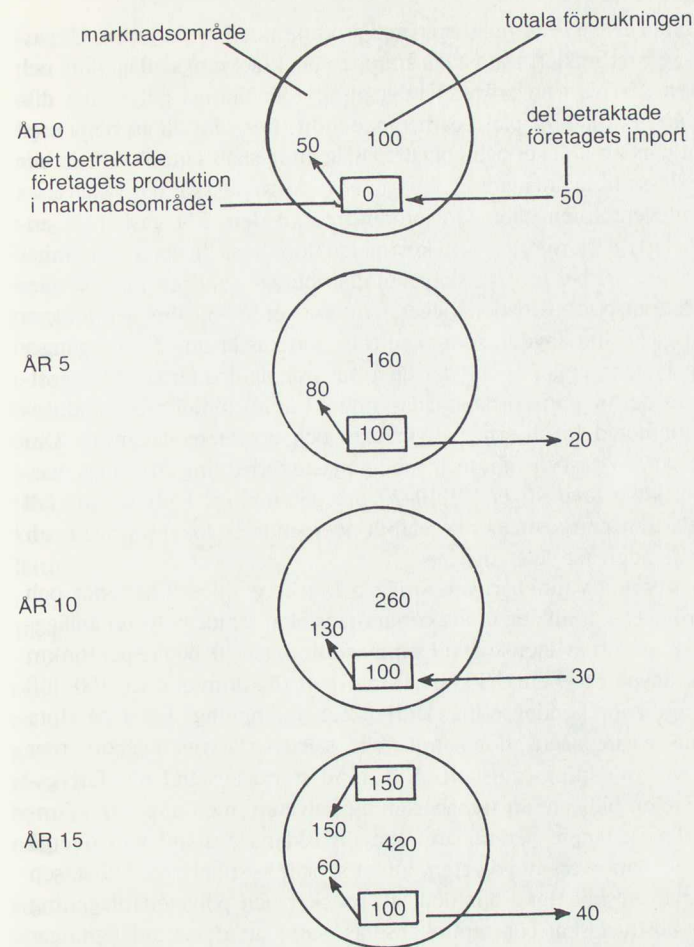 marknadsområde
totala förbrukningen
ÅR 0
50
100
det betraktade
företagets import
det betraktade
företagets produktion
i marknadsområdet
0
50
ÅR 5
160
80
100
20
ÅR 10
260
130
100
30
ÅR 15
150
150
420
60
100
40